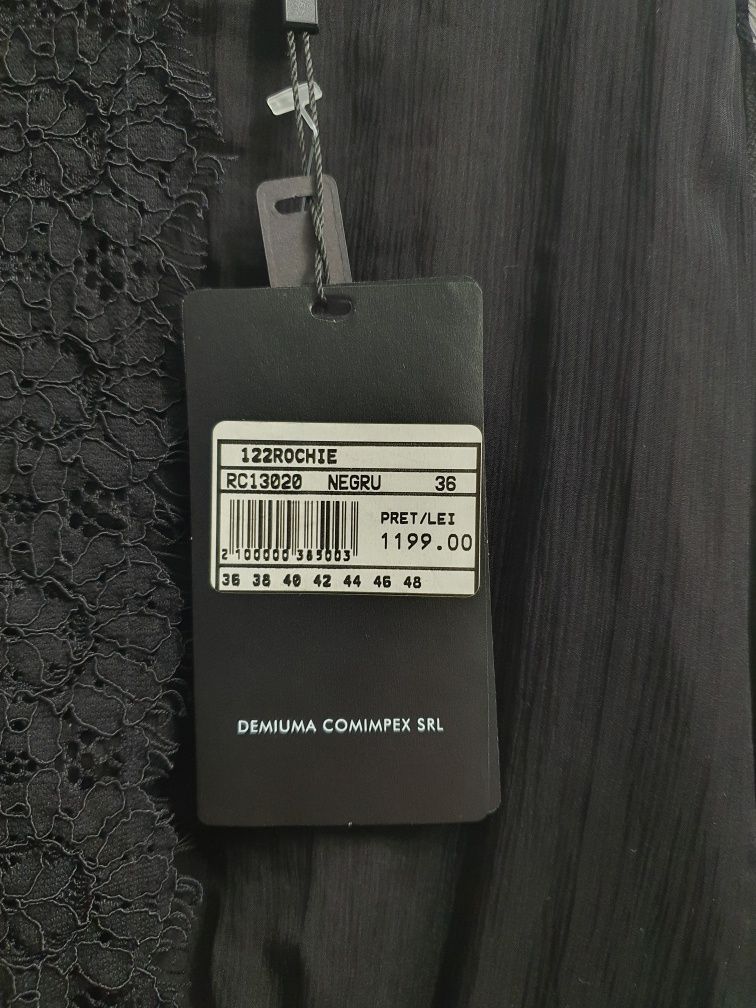 122ROCHIE
RC13020 NEGRU 36
PRET/LEI
1199.00
2 100000 385003
36 38 40 42 44 46 48
DEMIUMA COMIMPEX SRL